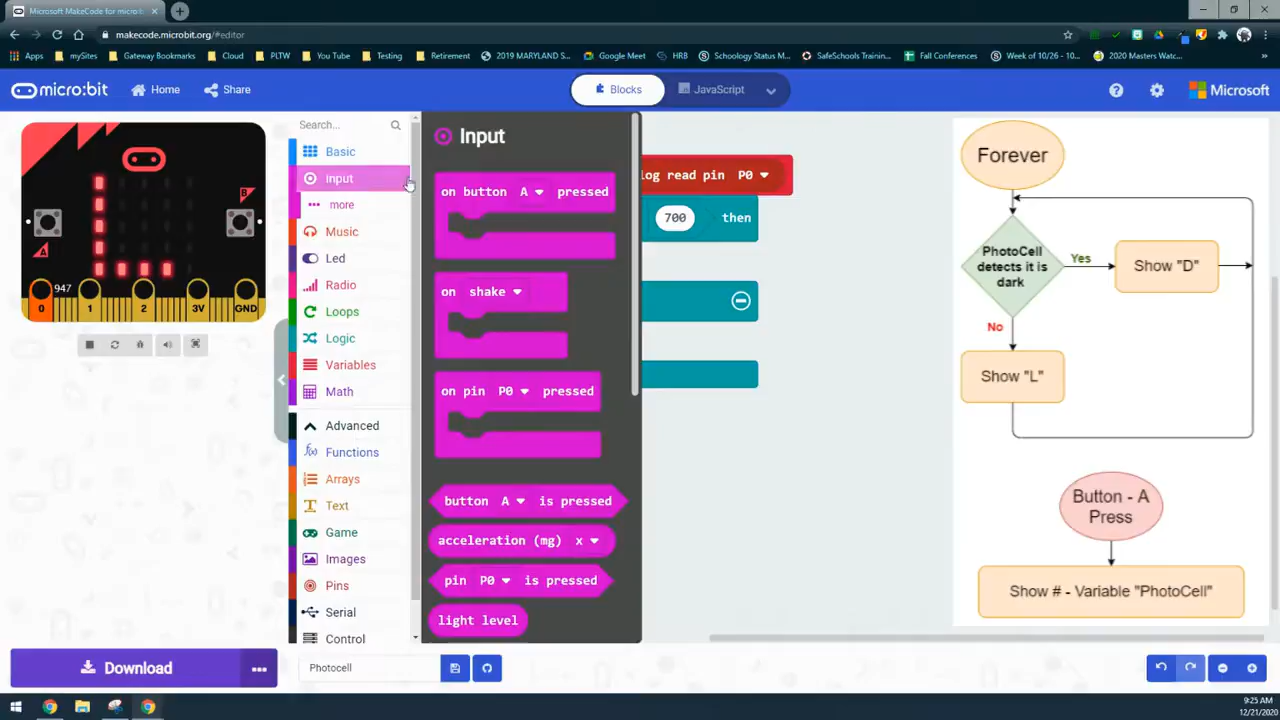 Microsoft MakeCode for micro:bit
makecode.microbit.org/#editor
Apps
mySites
Gateway Bookmarks
Cloud
PLTW
You Tube
Testing
Retirement
2019 MARYLAND S...
Google Meet
HRB
Schoology Status M...
SafeSchools Trainin...
Fall Conferences
Week of 10/26 - 10...
2020 Masters Watc...
micro:bit
Home
Share
Blocks
JavaScript
Microsoft
Search...
Basic
Input
more
Music
Led
Radio
Loops
Logic
Variables
Math
Advanced
Functions
Arrays
Text
Game
Images
Pins
Serial
Control
A
B
947
0
1
2
3V
GND
Input
on button A pressed
on shake
on pin P0 pressed
button A is pressed
acceleration (mg) x
pin P0 is pressed
light level
log read pin P0
700 then
Forever
PhotoCell
detects it is
dark
Yes
Show "D"
No
Show "L"
Button - A
Press
Show # - Variable "PhotoCell"
Download
Photocell
9:25 AM
12/21/2020